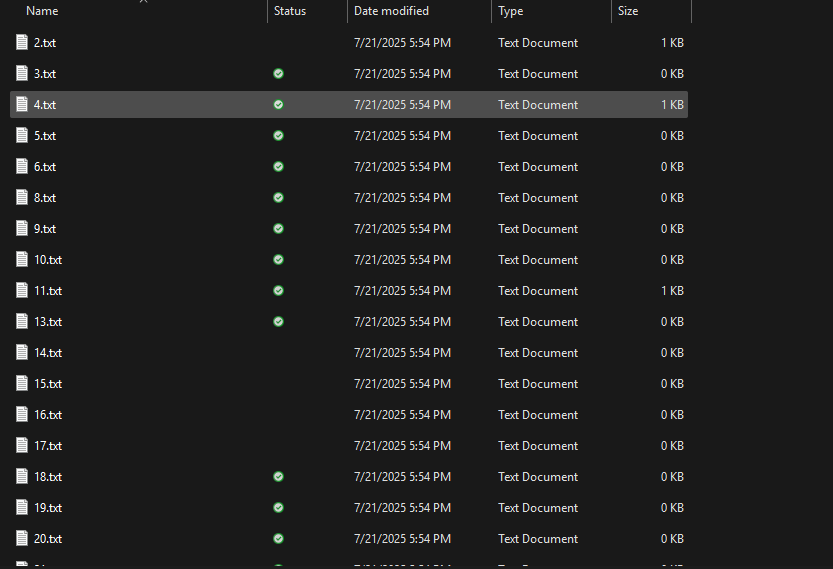 Name Status Date modified Type Size
2.txt 7/21/2025 5:54 PM Text Document 1 KB
3.txt 7/21/2025 5:54 PM Text Document 0 KB
4.txt 7/21/2025 5:54 PM Text Document 1 KB
5.txt 7/21/2025 5:54 PM Text Document 0 KB
6.txt 7/21/2025 5:54 PM Text Document 0 KB
8.txt 7/21/2025 5:54 PM Text Document 0 KB
9.txt 7/21/2025 5:54 PM Text Document 0 KB
10.txt 7/21/2025 5:54 PM Text Document 0 KB
11.txt 7/21/2025 5:54 PM Text Document 1 KB
13.txt 7/21/2025 5:54 PM Text Document 0 KB
14.txt 7/21/2025 5:54 PM Text Document 0 KB
15.txt 7/21/2025 5:54 PM Text Document 0 KB
16.txt 7/21/2025 5:54 PM Text Document 0 KB
17.txt 7/21/2025 5:54 PM Text Document 0 KB
18.txt 7/21/2025 5:54 PM Text Document 0 KB
19.txt 7/21/2025 5:54 PM Text Document 0 KB
20.txt 7/21/2025 5:54 PM Text Document 0 KB